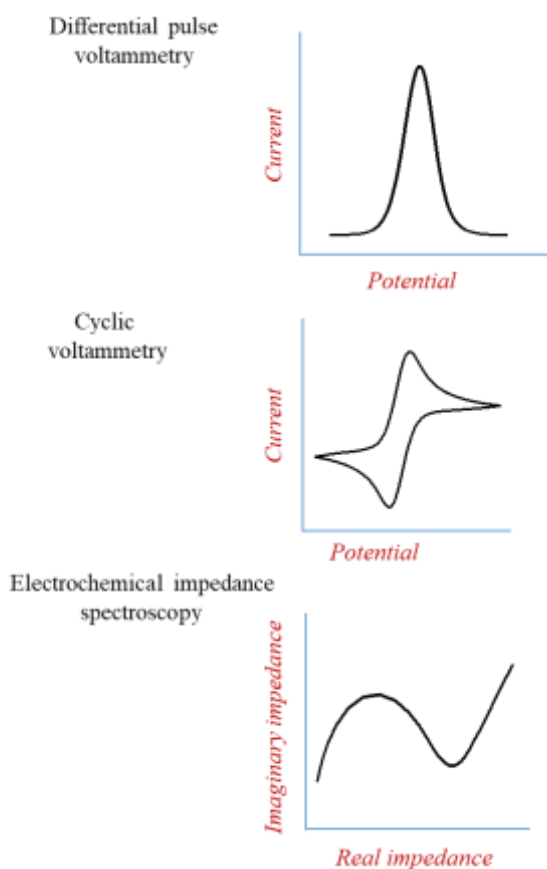 Differential pulse
voltammetry
Current
Potential
Cyclic
voltammetry
Current
Potential
Electrochemical impedance
spectroscopy
Imaginary impedance
Real impedance